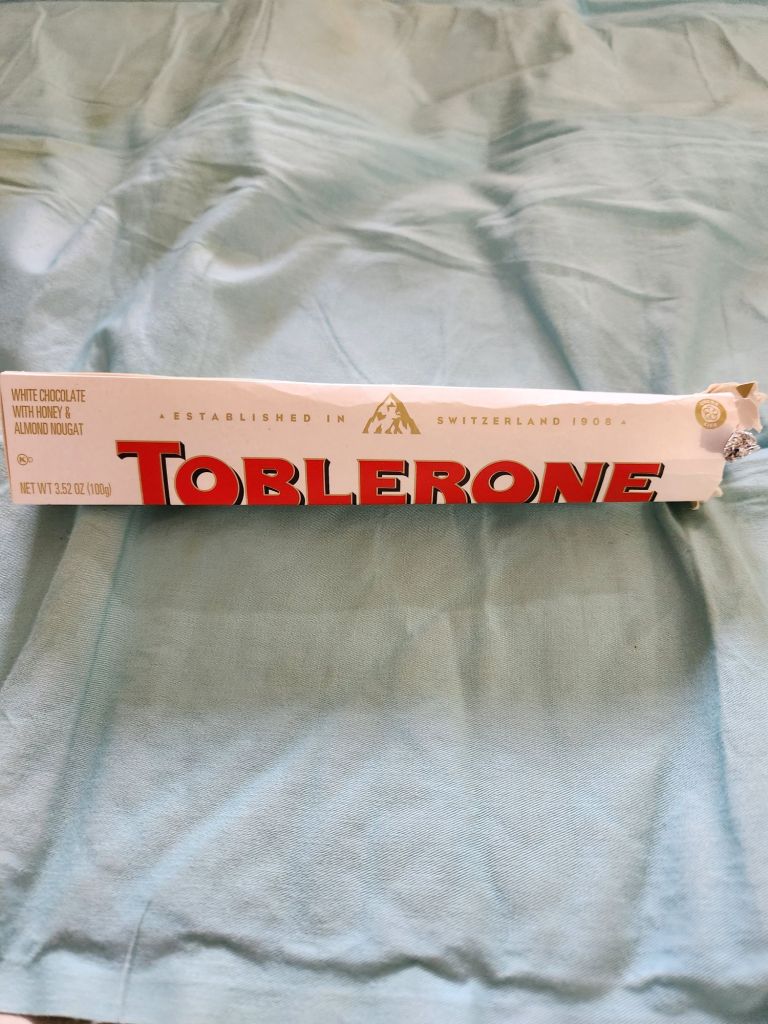 WHITE CHOCOLATE
WITH HONEY &
ALMOND NOUGAT
K D
NET WT 3.52 OZ (100g)
ESTABLISHED IN
SWITZERLAND 1908
TOBLERONE